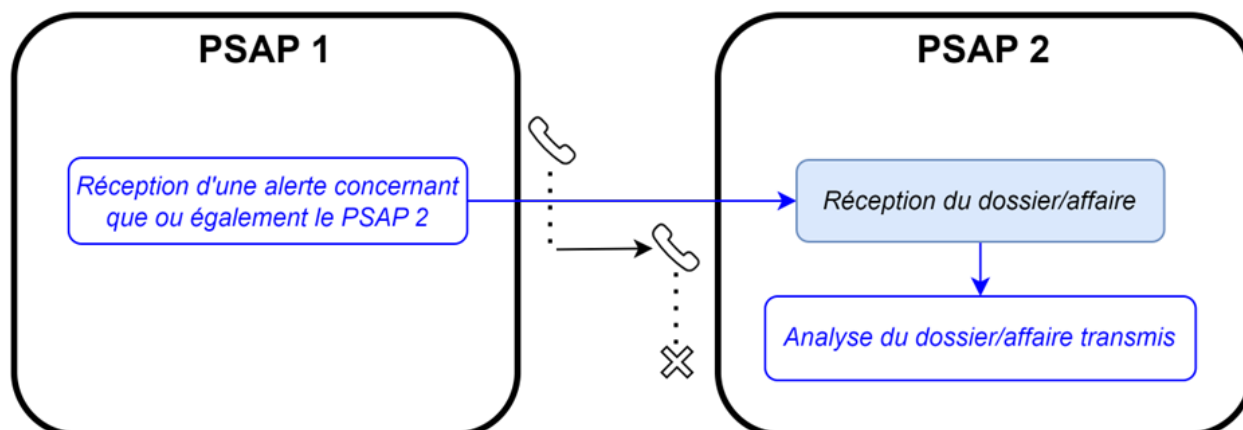 PSAP 1
PSAP 2
Réception d'une alerte concernant
que ou également le PSAP 2
Réception du dossier/affaire
Analyse du dossier/affaire transmis